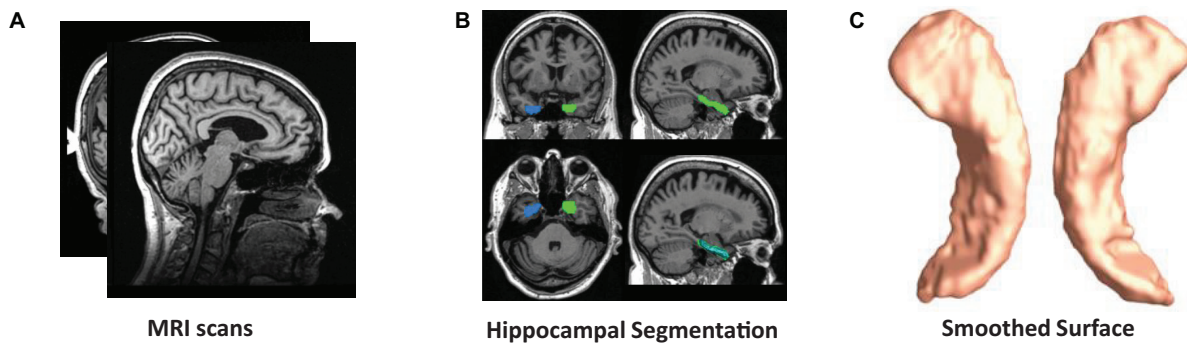 A
B
C
MRI scans
Hippocampal Segmentation
Smoothed Surface